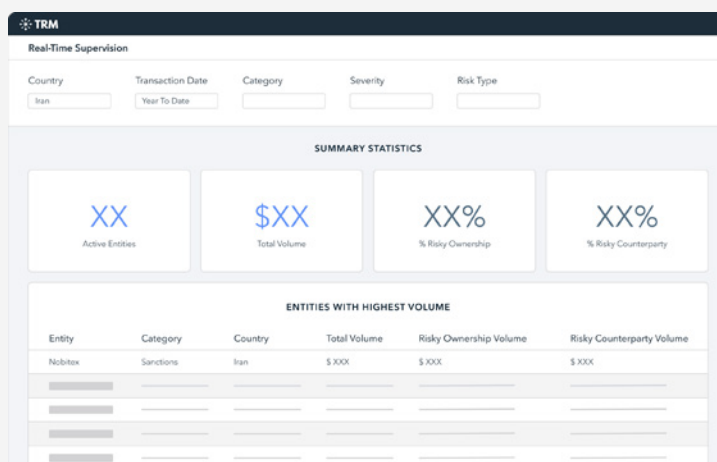 TRM
Real-Time Supervision
Country Transaction Date Category Severity Risk Type
Iran Year To Date
SUMMARY STATISTICS
XX $XX XX% XX%
Active Entities Total Volume % Risky Ownership % Risky Counterparty
ENTITIES WITH HIGHEST VOLUME
Entity Category Country Total Volume Risky Ownership Volume Risky Counterparty Volume
Nobitex Sanctions Iran $ XXX $ XXX $ XXX